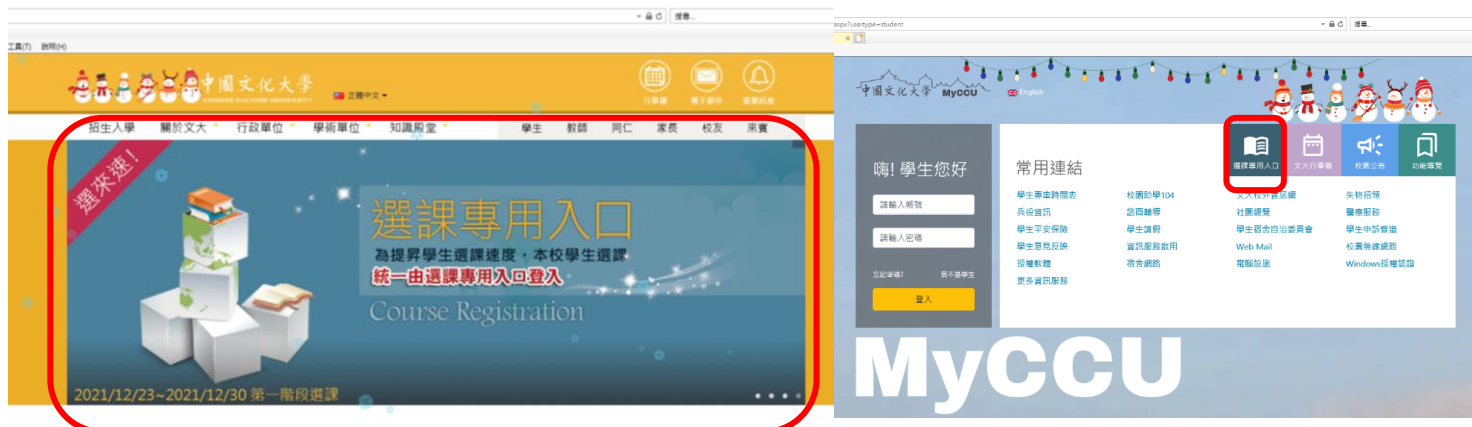 搜尋...
工具(T) 說明(H)
中國文化大學
CHINESE CULTURE UNIVERSITY
正體中文
行事曆 電子郵件 重要訊息
招生入學 關於文大 行政單位 學術單位 知識殿堂 學生 教師 同仁 家長 校友 來賓
選來速!
選課專用入口
為提昇學生選課速度，本校學生選課
統一由選課專用入口登入
Course Registration
2021/12/23~2021/12/30 第一階段選課
aspx?usertype=student
搜尋...
中國文化大學 MyCCU
English
選課專用入口 文大行事曆 校園公告 功能導覽
嗨! 學生您好
請輸入帳號
請輸入密碼
忘記密碼? 我不是學生
登入
常用連結
學生專車時間表 校園助學104 文大校外賃居網 失物招領
兵役資訊 諮商輔導 社團總覽 醫療服務
學生平安保險 學生請假 學生宿舍自治委員會 學生申訴管道
學生意見反映 資訊服務啟用 Web Mail 校園無線網路
授權軟體 宿舍網路 電腦設施 Windows授權認證
更多資訊服務
MyCCU